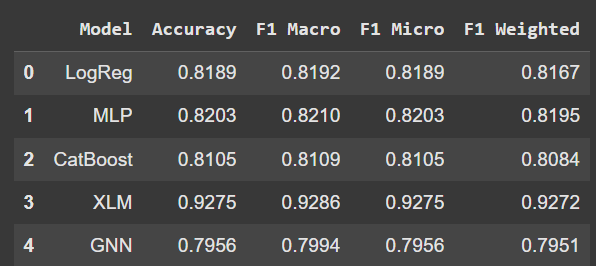 Model Accuracy F1 Macro F1 Micro F1 Weighted
0 LogReg 0.8189 0.8192 0.8189 0.8167
1 MLP 0.8203 0.8210 0.8203 0.8195
2 CatBoost 0.8105 0.8109 0.8105 0.8084
3 XLM 0.9275 0.9286 0.9275 0.9272
4 GNN 0.7956 0.7994 0.7956 0.7951